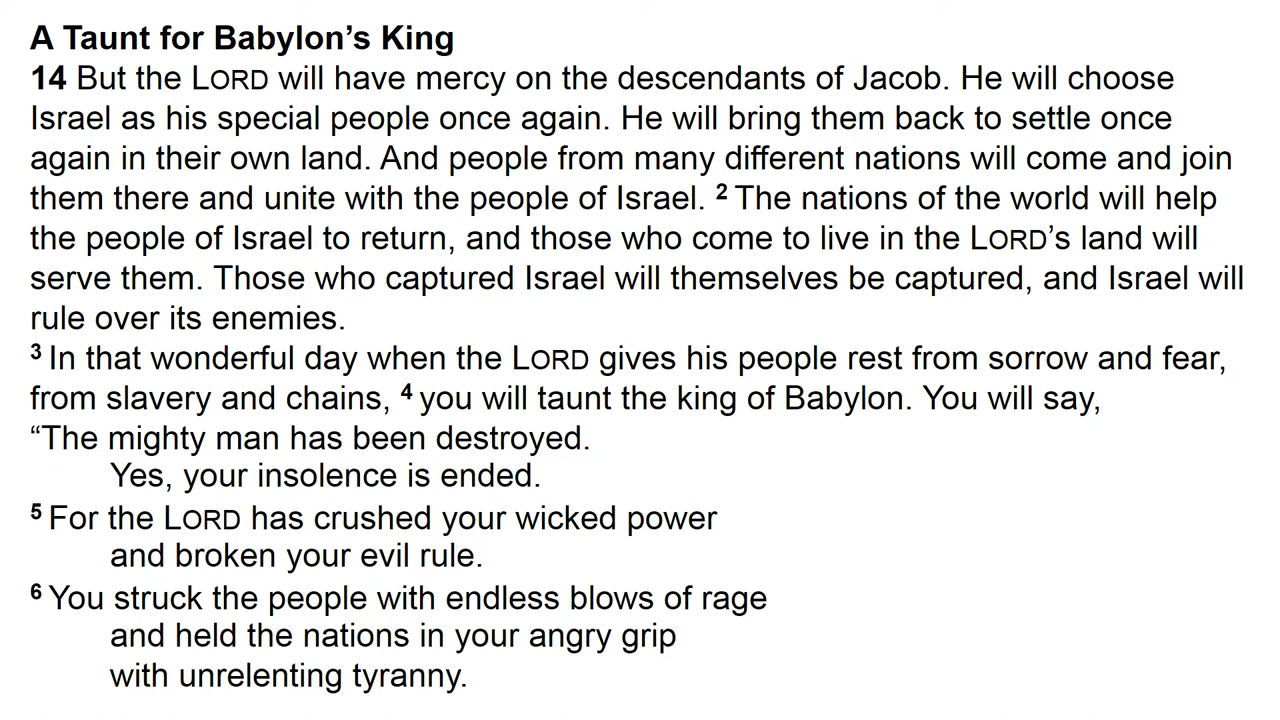 A Taunt for Babylon’s King
14 But the LORD will have mercy on the descendants of Jacob. He will choose
Israel as his special people once again. He will bring them back to settle once
again in their own land. And people from many different nations will come and join
them there and unite with the people of Israel. 2 The nations of the world will help
the people of Israel to return, and those who come to live in the LORD’s land will
serve them. Those who captured Israel will themselves be captured, and Israel will
rule over its enemies.
3 In that wonderful day when the LORD gives his people rest from sorrow and fear,
from slavery and chains, 4 you will taunt the king of Babylon. You will say,
“The mighty man has been destroyed.
Yes, your insolence is ended.
5 For the LORD has crushed your wicked power
and broken your evil rule.
6 You struck the people with endless blows of rage
and held the nations in your angry grip
with unrelenting tyranny.